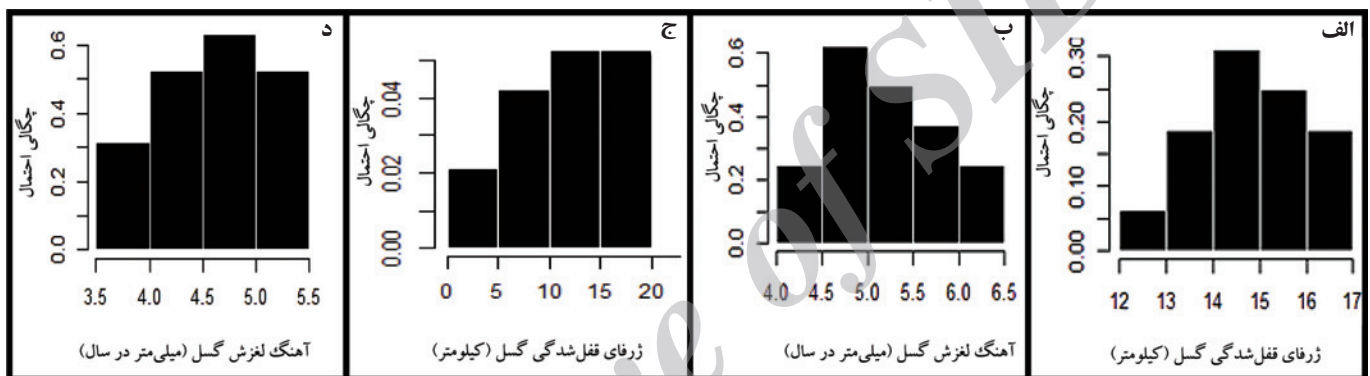 الف
چگالی احتمال
0.30
0.20
0.10
0.00
12 13 14 15 16 17
ژرفای قفل‌شدگی گسل (کیلومتر)
ب
چگالی احتمال
0.6
0.4
0.2
0.0
4.0 4.5 5.0 5.5 6.0 6.5
آهنگ لغزش گسل (میلی‌متر در سال)
ج
چگالی احتمال
0.04
0.02
0.00
0 5 10 15 20
ژرفای قفل‌شدگی گسل (کیلومتر)
د
چگالی احتمال
0.6
0.4
0.2
0.0
3.5 4.0 4.5 5.0 5.5
آهنگ لغزش گسل (میلی‌متر در سال)
of